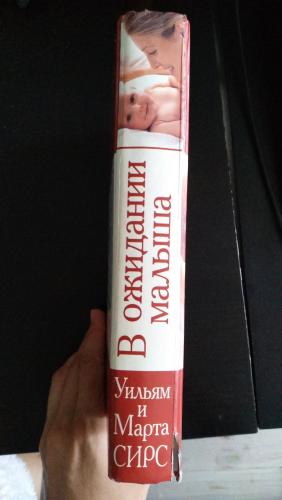 В ожидании
малыша
Уильям
и
Марта
СИРС